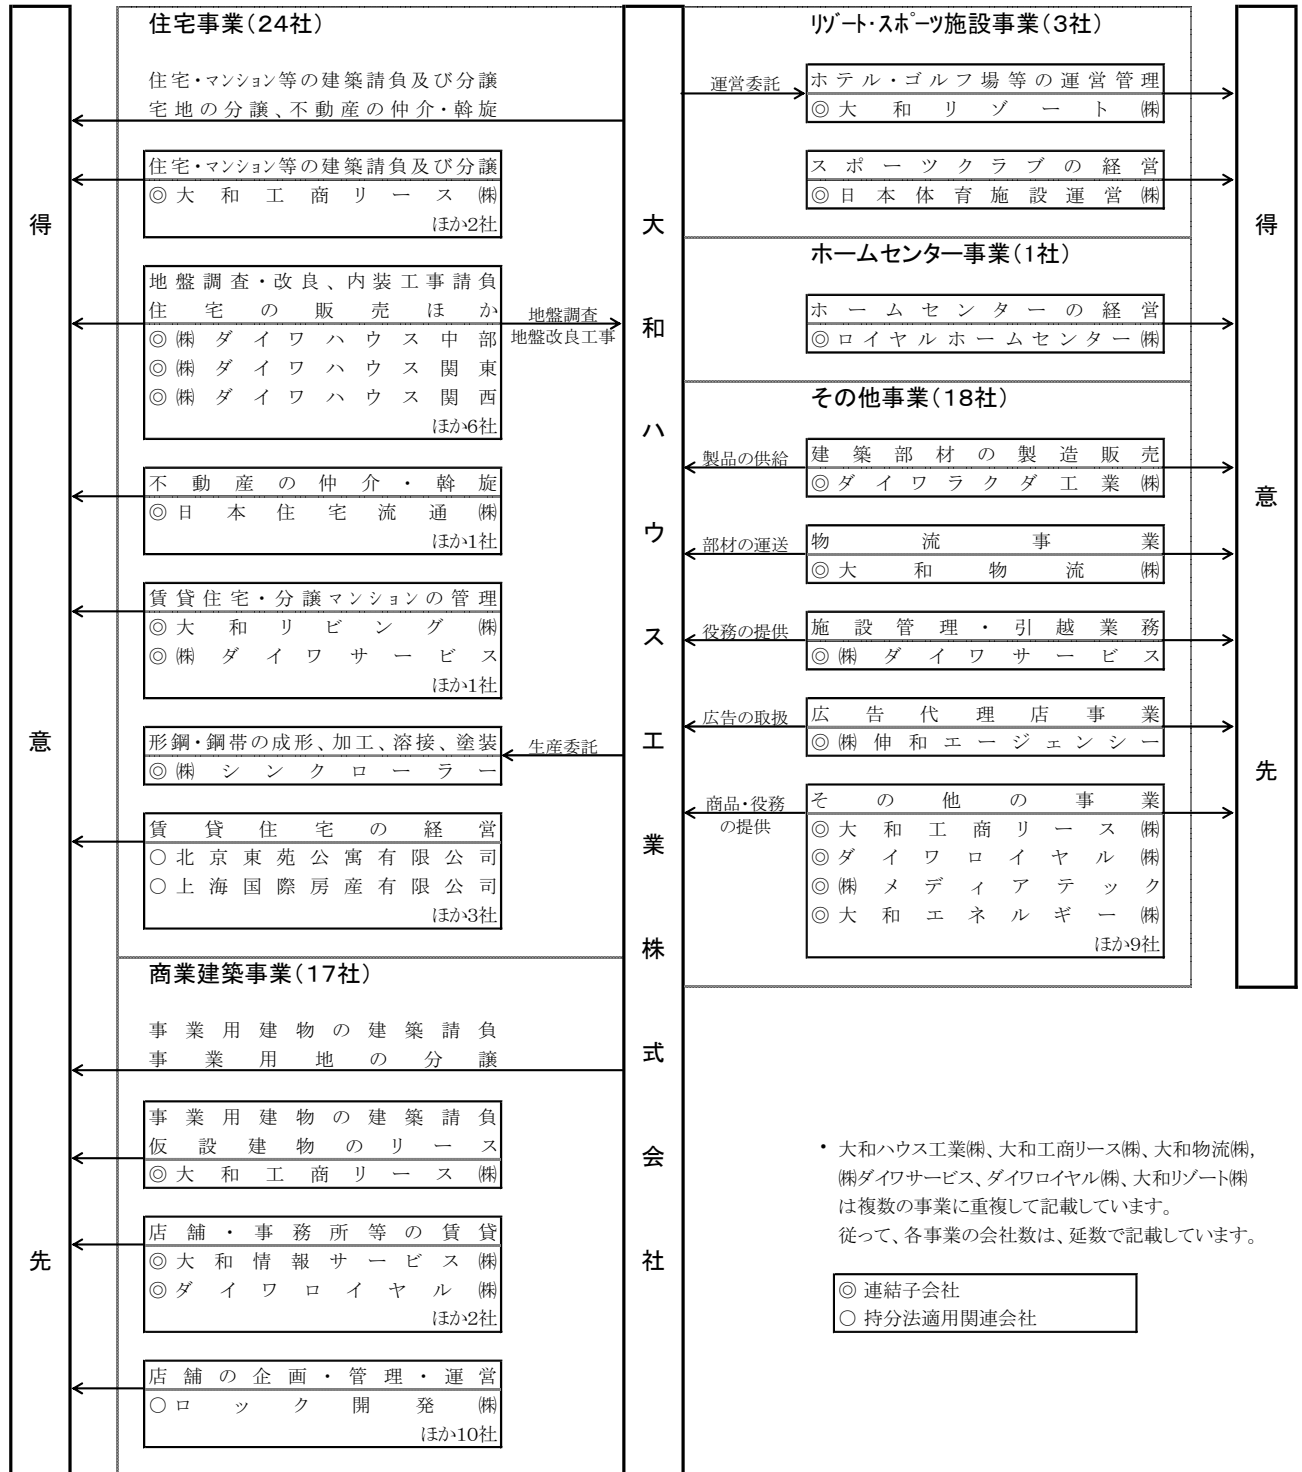 得意先
住宅事業(24社)
住宅・マンション等の建築請負及び分譲
宅地の分譲、不動産の仲介・斡旋
住宅・マンション等の建築請負及び分譲
◎大和工商リース㈱
ほか2社
地盤調査・改良、内装工事請負
住宅の販売ほか
◎㈱ダイワハウス中部
◎㈱ダイワハウス関東
◎㈱ダイワハウス関西
ほか6社
地盤調査
地盤改良工事
不動産の仲介・斡旋
◎日本住宅流通㈱
ほか1社
賃貸住宅・分譲マンションの管理
◎大和リビング㈱
◎㈱ダイワサービス
ほか1社
形鋼・鋼帯の成形、加工、溶接、塗装
◎㈱シンクローラー
生産委託
賃貸住宅の経営
○北京東苑公寓有限公司
○上海国際房産有限公司
ほか3社
商業建築事業(17社)
事業用建物の建築請負
事業用地の分譲
事業用建物の建築請負
仮設建物のリース
◎大和工商リース㈱
店舗・事務所等の賃貸
◎大和情報サービス㈱
◎ダイワロイヤル㈱
ほか2社
店舗の企画・管理・運営
○ロック開発㈱
ほか10社
大和ハウス工業株式会社
リゾート・スポーツ施設事業(3社)
運営委託
ホテル・ゴルフ場等の運営管理
◎大和リゾート㈱
スポーツクラブの経営
◎日本体育施設運営㈱
ホームセンター事業(1社)
ホームセンターの経営
◎ロイヤルホームセンター㈱
その他事業(18社)
製品の供給
建築部材の製造販売
◎ダイワラクダ工業㈱
部材の運送
物流事業
◎大和物流㈱
役務の提供
施設管理・引越業務
◎㈱ダイワサービス
広告の取扱
広告代理店事業
◎㈱伸和エージェンシー
商品・役務
の提供
その他の事業
◎大和工商リース㈱
◎ダイワロイヤル㈱
◎㈱メディアテック
◎大和エネルギー㈱
ほか9社
得意先
・ 大和ハウス工業㈱、大和工商リース㈱、大和物流㈱,
㈱ダイワサービス、ダイワロイヤル㈱、大和リゾート㈱
は複数の事業に重複して記載しています。
従って、各事業の会社数は、延数で記載しています。
◎ 連結子会社
○ 持分法適用関連会社